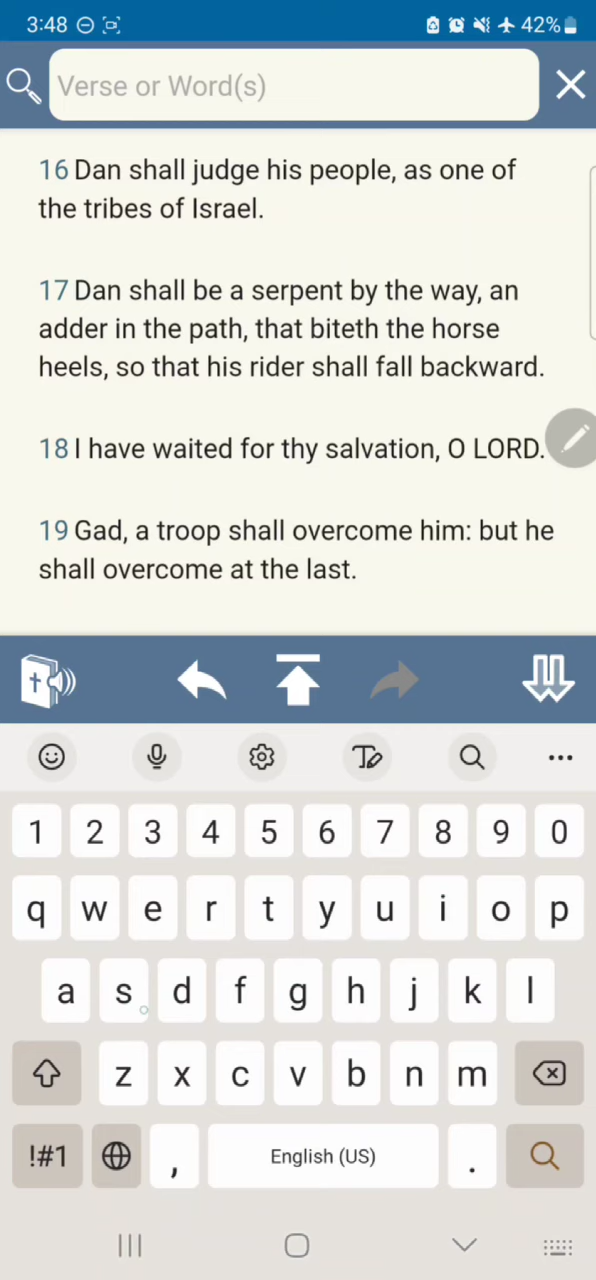 3:48 42%
Verse or Word(s)
16 Dan shall judge his people, as one of
the tribes of Israel.
17 Dan shall be a serpent by the way, an
adder in the path, that biteth the horse
heels, so that his rider shall fall backward.
18 I have waited for thy salvation, O LORD.
19 Gad, a troop shall overcome him: but he
shall overcome at the last.
1 2 3 4 5 6 7 8 9 0
q w e r t y u i o p
a s d f g h j k l
z x c v b n m
!#1 , English (US) .